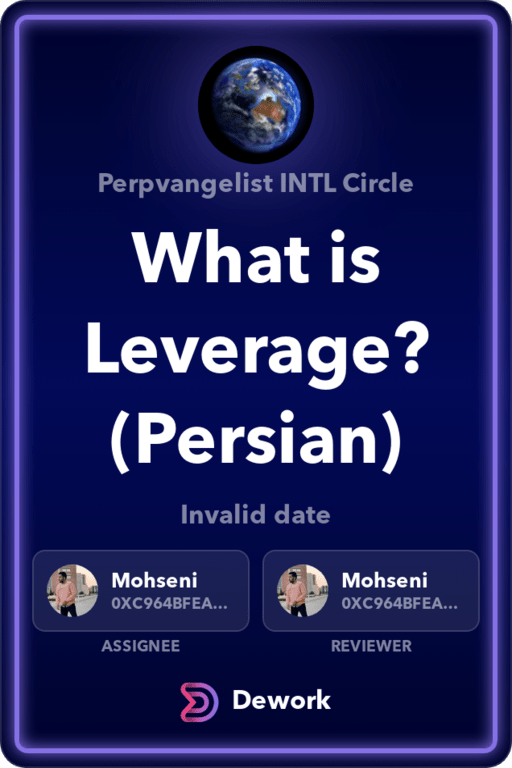 Perpvangelist INTL Circle
What is
Leverage?
(Persian)
Invalid date
Mohseni
0XC964BFEA...
ASSIGNEE
Mohseni
0XC964BFEA...
REVIEWER
Dework